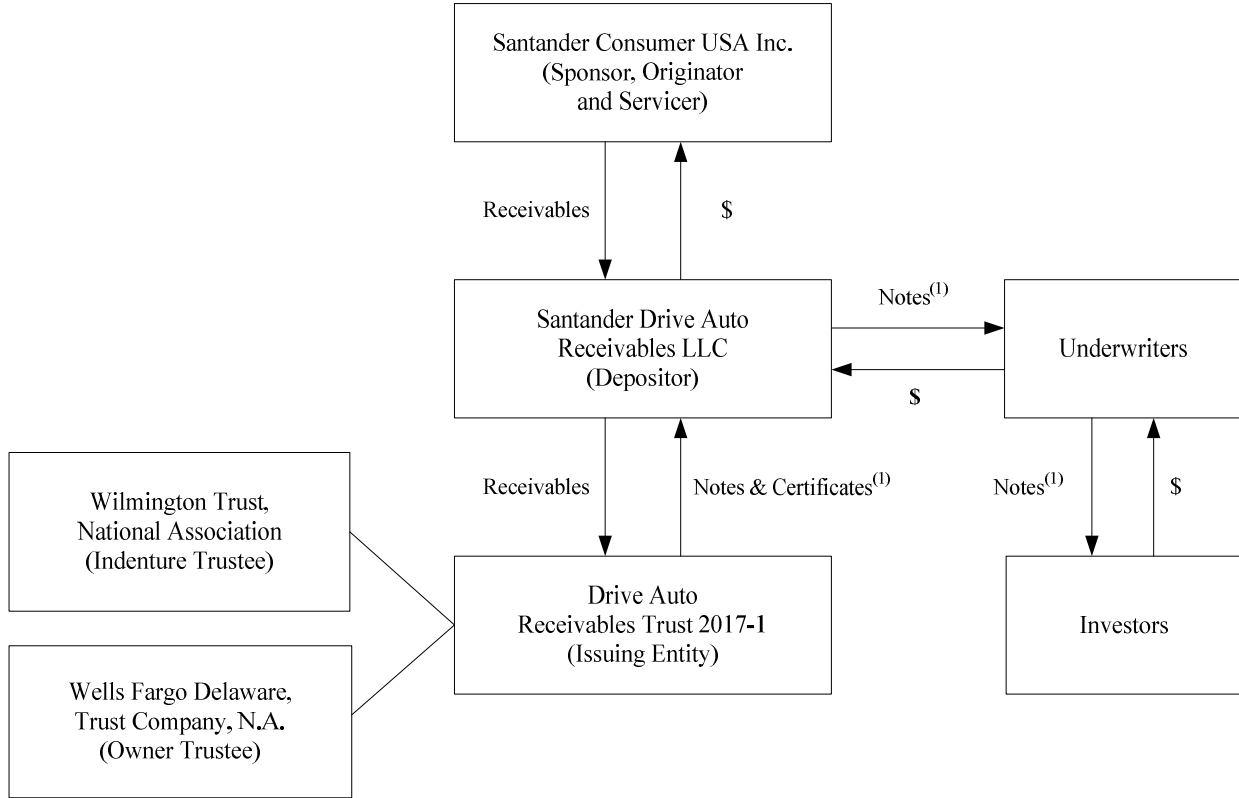 Santander Consumer USA Inc.
(Sponsor, Originator
and Servicer)
Receivables
$
Santander Drive Auto
Receivables LLC
(Depositor)
Notes(1)
$
Underwriters
Receivables
Notes & Certificates(1)
Notes(1)
$
Wilmington Trust,
National Association
(Indenture Trustee)
Drive Auto
Receivables Trust 2017-1
(Issuing Entity)
Investors
Wells Fargo Delaware,
Trust Company, N.A.
(Owner Trustee)